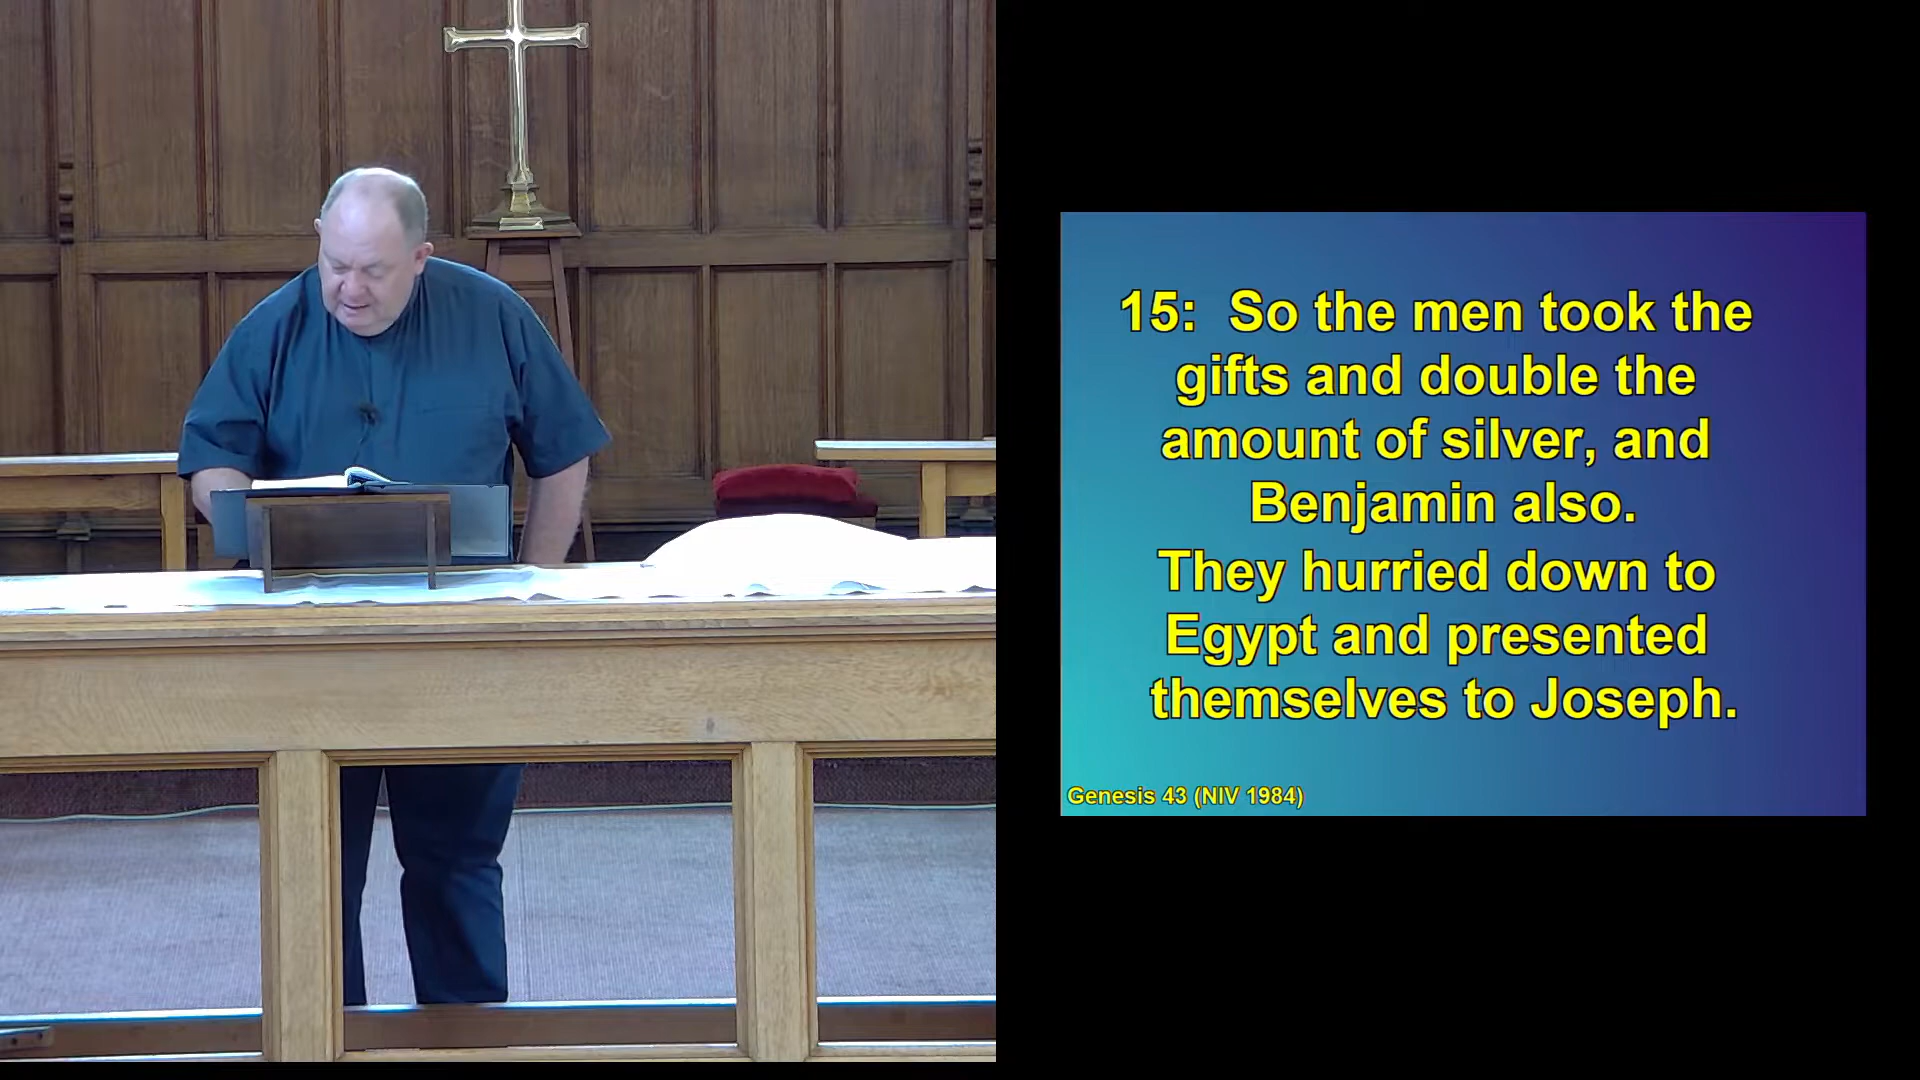 15:  So the men took the
gifts and double the
amount of silver, and
Benjamin also.
They hurried down to
Egypt and presented
themselves to Joseph.
Genesis 43 (NIV 1984)